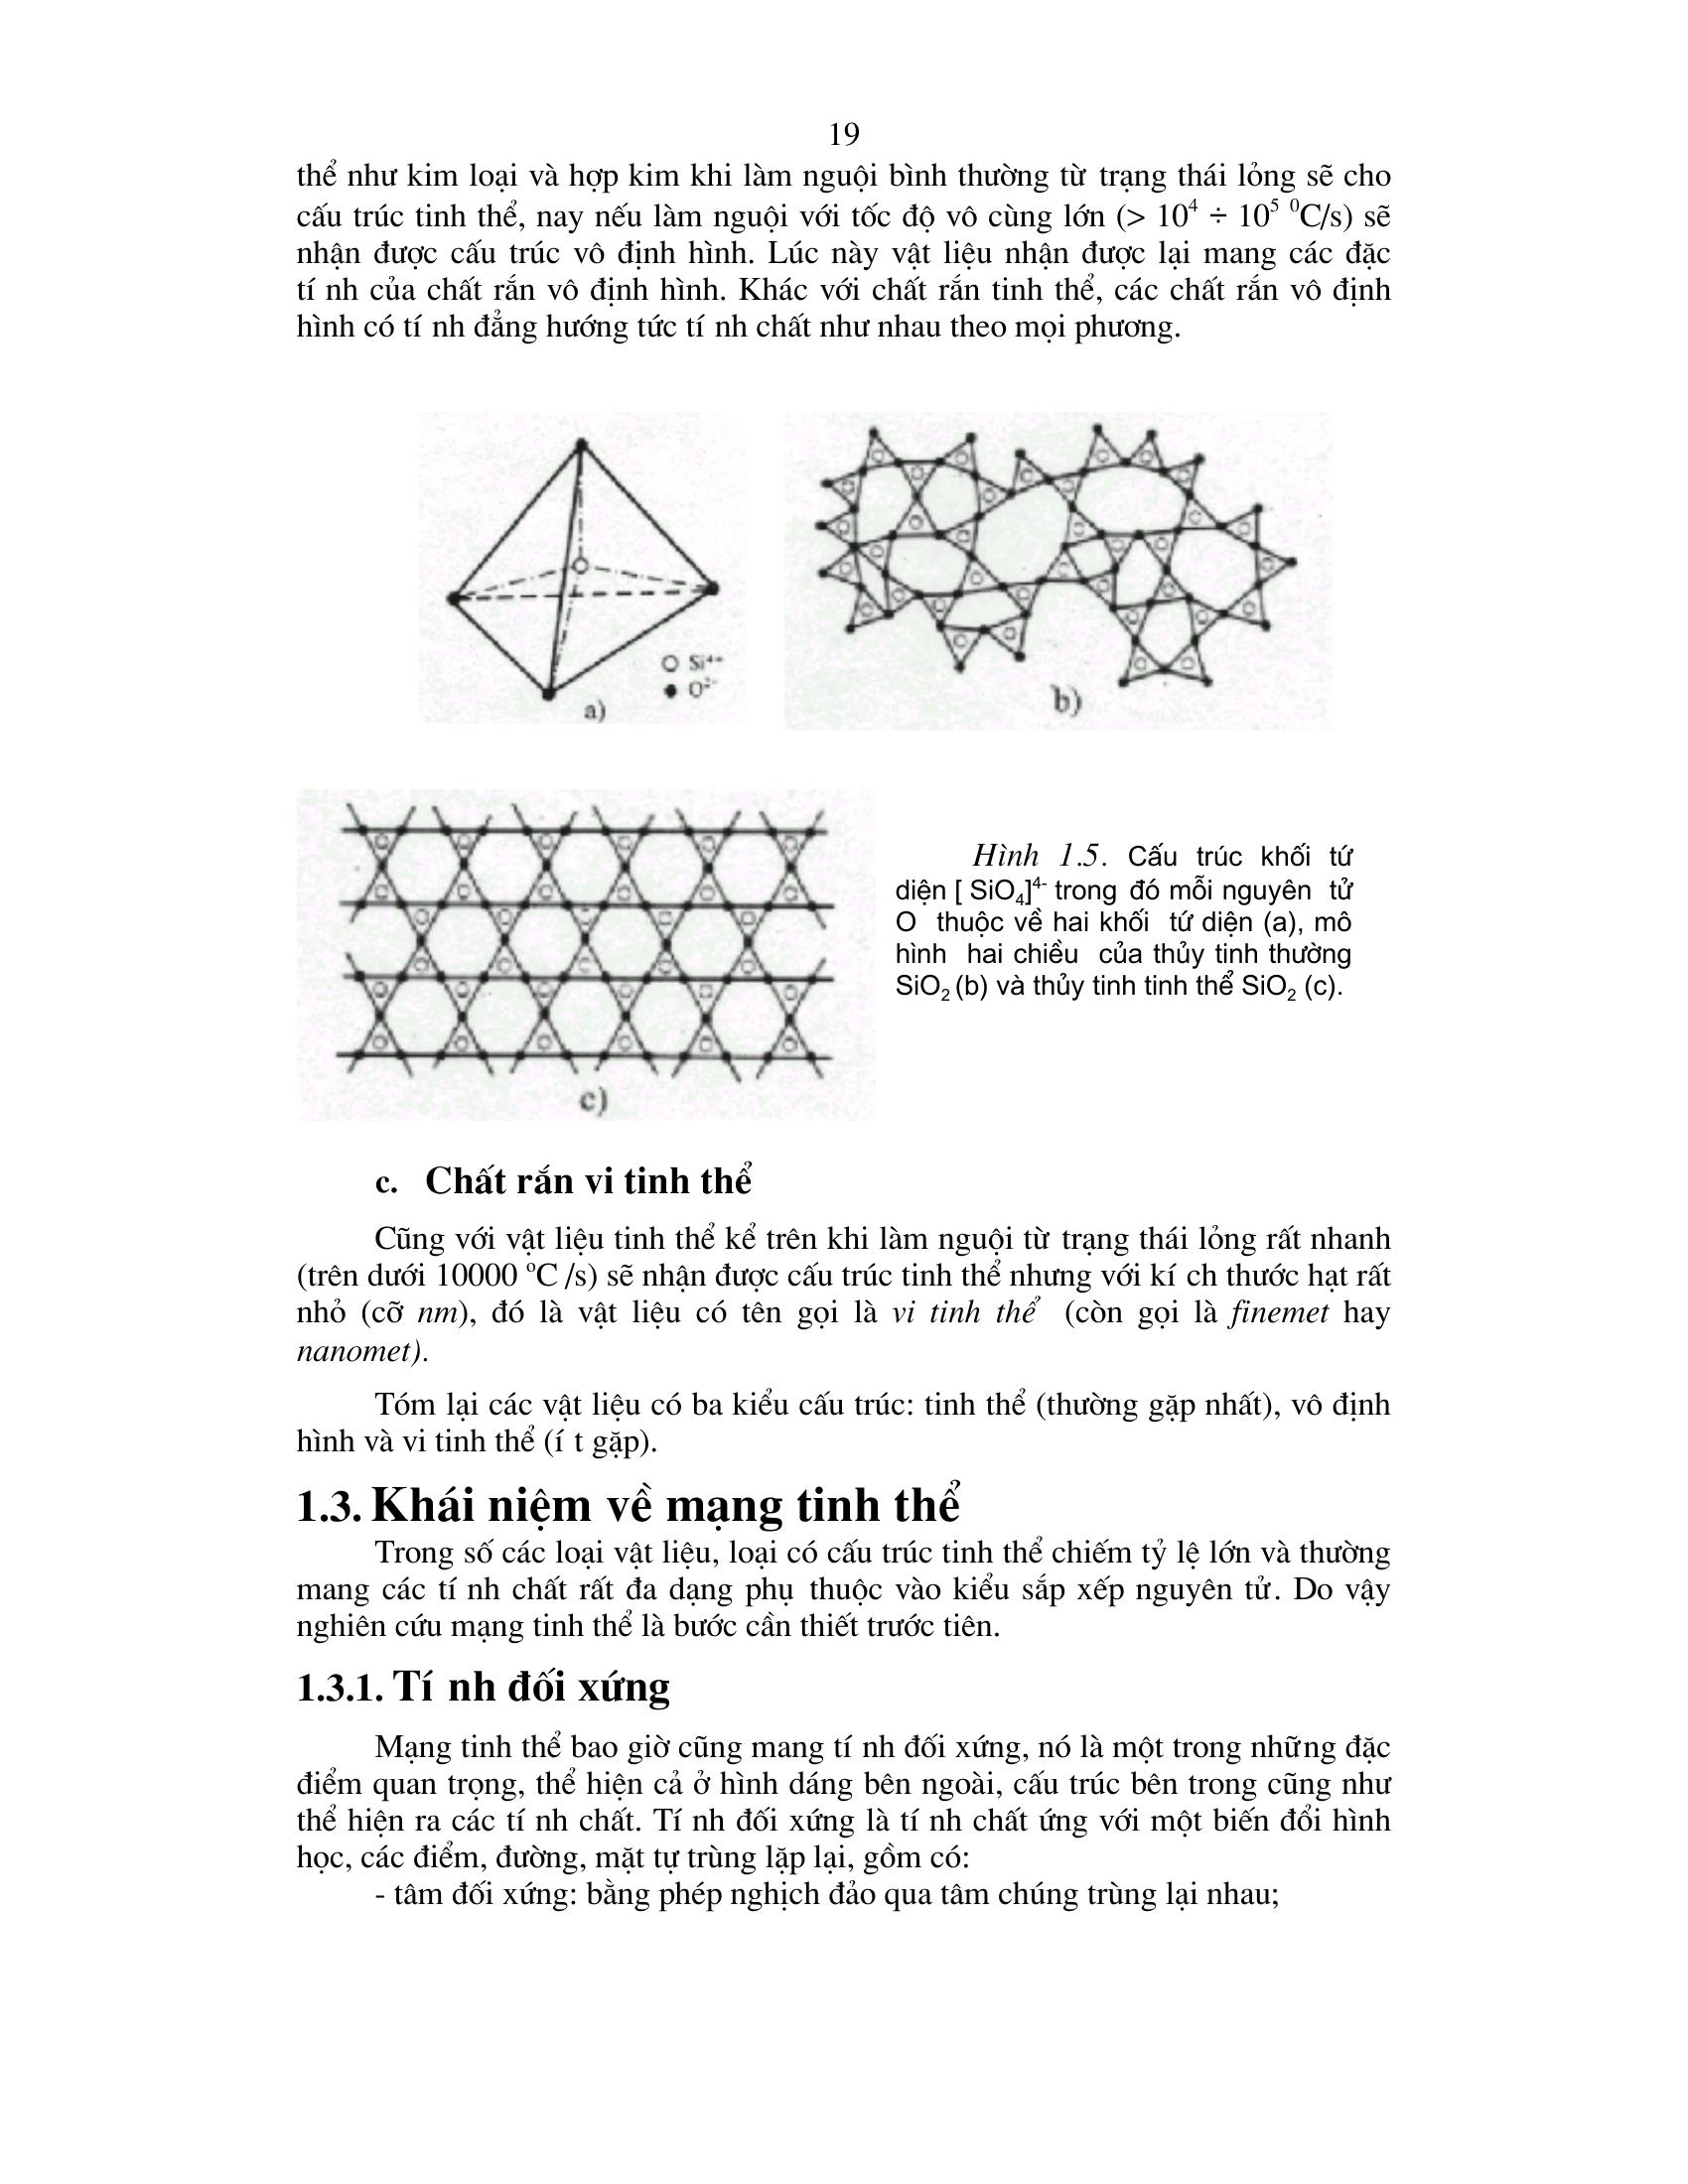 19
thể như kim loại và hợp kim khi làm nguội bình thường từ trạng thái lỏng sẽ cho
cấu trúc tinh thể, nay nếu làm nguội với tốc độ vô cùng lớn (> 10⁴ ÷ 10⁵ ⁰C/s) sẽ
nhận được cấu trúc vô định hình. Lúc này vật liệu nhận được lại mang các đặc
tí nh của chất rắn vô định hình. Khác với chất rắn tinh thể, các chất rắn vô định
hình có tí nh đẳng hướng tức tí nh chất như nhau theo mọi phương.
Si⁴⁺
O²⁻
a)
b)
c)
Hình 1.5. Cấu trúc khối tứ
diện [ SiO₄]⁴⁻ trong đó mỗi nguyên tử
O thuộc về hai khối tứ diện (a), mô
hình hai chiều của thủy tinh thường
SiO₂ (b) và thủy tinh tinh thể SiO₂ (c).
c. Chất rắn vi tinh thể
Cũng với vật liệu tinh thể kể trên khi làm nguội từ trạng thái lỏng rất nhanh
(trên dưới 10000 ºC /s) sẽ nhận được cấu trúc tinh thể nhưng với kí ch thước hạt rất
nhỏ (cỡ nm), đó là vật liệu có tên gọi là vi tinh thể (còn gọi là finemet hay
nanomet).
Tóm lại các vật liệu có ba kiểu cấu trúc: tinh thể (thường gặp nhất), vô định
hình và vi tinh thể (í t gặp).
1.3. Khái niệm về mạng tinh thể
Trong số các loại vật liệu, loại có cấu trúc tinh thể chiếm tỷ lệ lớn và thường
mang các tí nh chất rất đa dạng phụ thuộc vào kiểu sắp xếp nguyên tử. Do vậy
nghiên cứu mạng tinh thể là bước cần thiết trước tiên.
1.3.1. Tí nh đối xứng
Mạng tinh thể bao giờ cũng mang tí nh đối xứng, nó là một trong những đặc
điểm quan trọng, thể hiện cả ở hình dáng bên ngoài, cấu trúc bên trong cũng như
thể hiện ra các tí nh chất. Tí nh đối xứng là tí nh chất ứng với một biến đổi hình
học, các điểm, đường, mặt tự trùng lặp lại, gồm có:
- tâm đối xứng: bằng phép nghịch đảo qua tâm chúng trùng lại nhau;